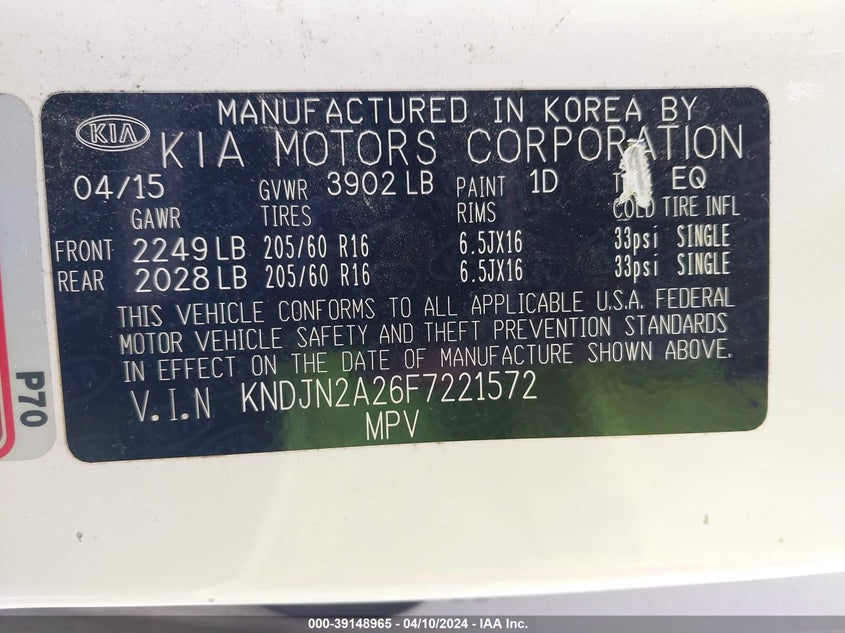 MANUFACTURED IN KOREA BY
KIA KIA MOTORS CORPORATION
04/15 GVWR 3902 LB PAINT 1D EQ
GAWR TIRES RIMS COLD TIRE INFL
FRONT 2249 LB 205/60 R16 6.5JX16 33psi SINGLE
REAR 2028 LB 205/60 R16 6.5JX16 33psi SINGLE
THIS VEHICLE CONFORMS TO ALL APPLICABLE U.S.A. FEDERAL
MOTOR VEHICLE SAFETY AND THEFT PREVENTION STANDARDS
IN EFFECT ON THE DATE OF MANUFACTURE SHOWN ABOVE.
V.I.N KNDJN2A26F7221572
MPV
P70
000-39148965 - 04/10/2024 - IAA Inc.